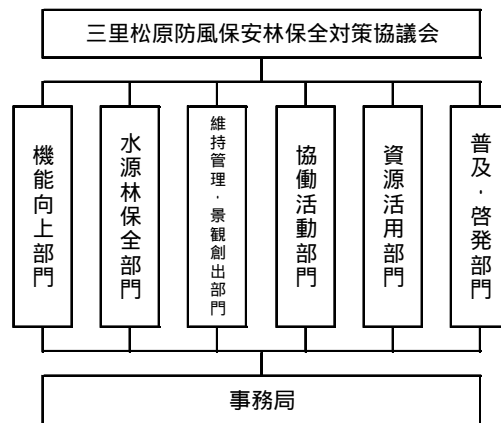 三里松原防風保安林保全対策協議会
機能向上部門
水源林保全部門
維持管理・景観創出部門
協働活動部門
資源活用部門
普及・啓発部門
事務局